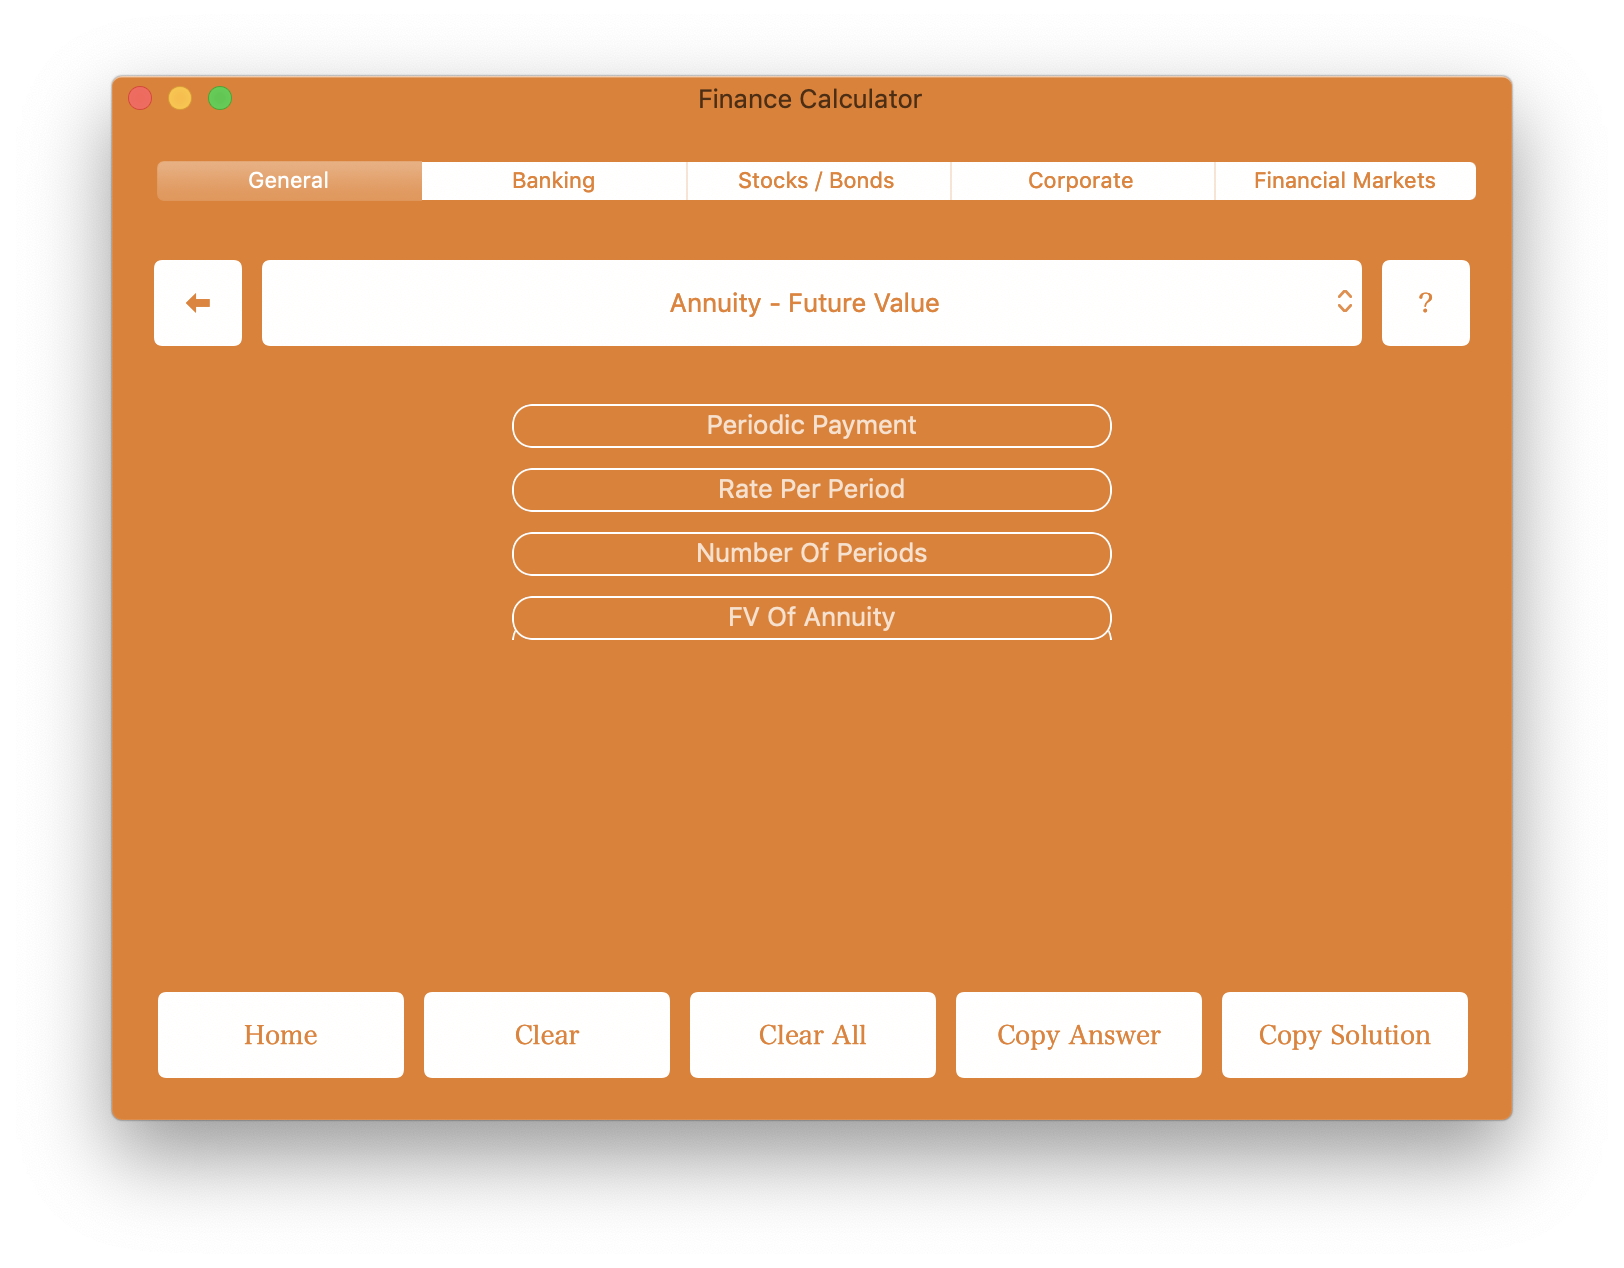 Finance Calculator
General
Banking
Stocks / Bonds
Corporate
Financial Markets
Annuity - Future Value
?
Periodic Payment
Rate Per Period
Number Of Periods
FV Of Annuity
Home
Clear
Clear All
Copy Answer
Copy Solution